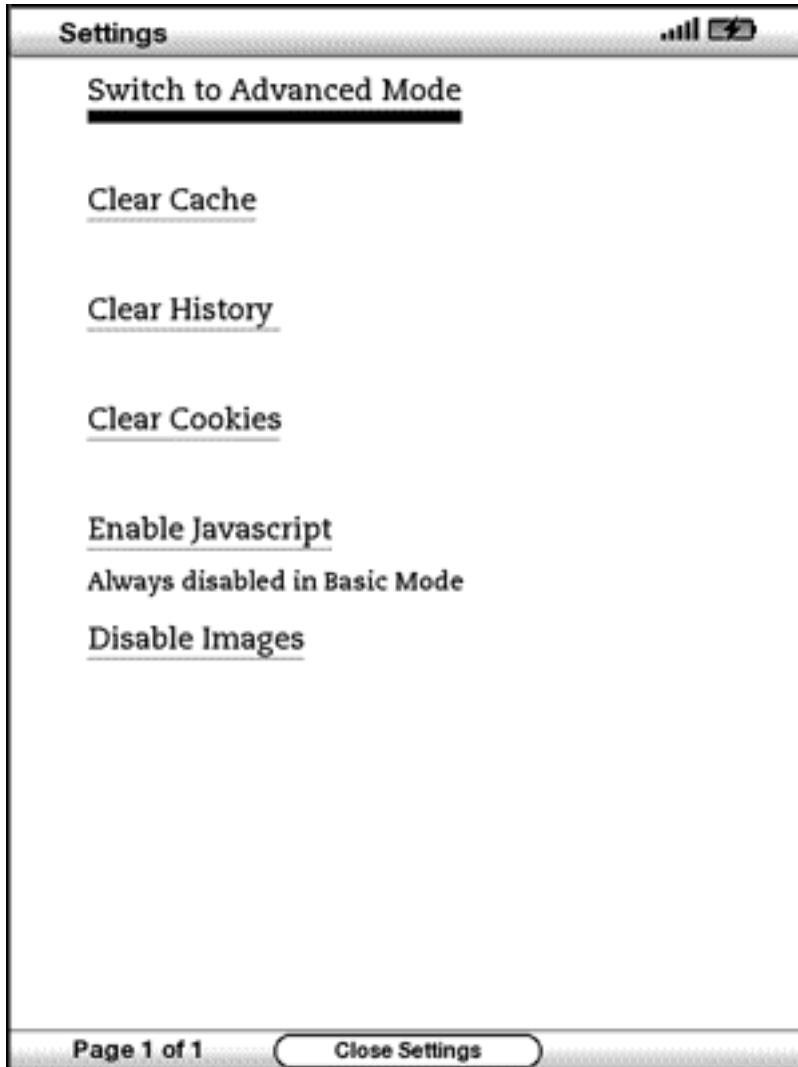 Settings
Switch to Advanced Mode
Clear Cache
Clear History
Clear Cookies
Enable Javascript
Always disabled in Basic Mode
Disable Images
Page 1 of 1 Close Settings